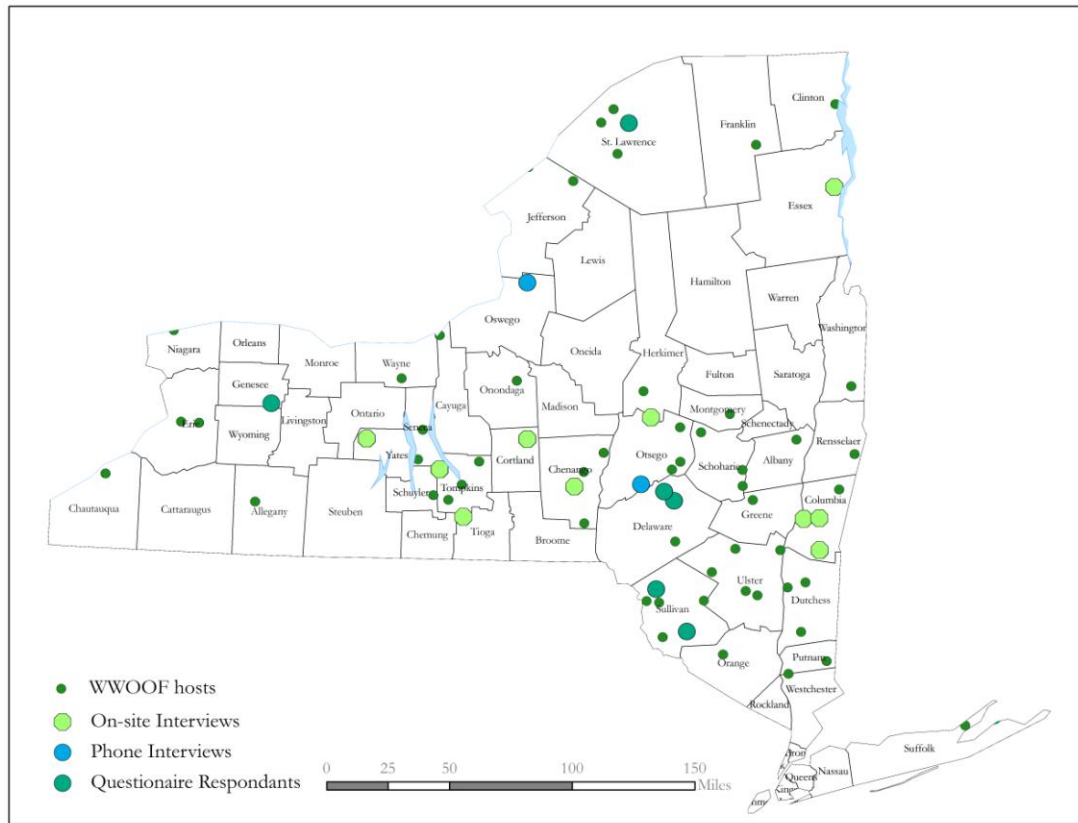 Clinton
Franklin
St. Lawrence
Essex
Jefferson
Lewis
Hamilton
Warren
Washington
Oswego
Oneida
Herkimer
Niagara
Orleans
Monroe
Wayne
Fulton
Saratoga
Genesee
Onondaga
Madison
Montgomery
Schenectady
Erie
Wyoming
Livingston
Ontario
Seneca
Cayuga
Rensselaer
Yates
Cortland
Otsego
Schoharie
Albany
Chenango
Chautauqua
Cattaraugus
Allegany
Steuben
Schuyler
Tompkins
Columbia
Greene
Delaware
Chemung
Tioga
Broome
Ulster
Dutchess
Sullivan
Orange
Putnam
Westchester
Rockland
Suffolk
Nassau
Queens
WWOOF hosts
On-site Interviews
Phone Interviews
Questionaire Respondants
0 25 50 100 150
Miles